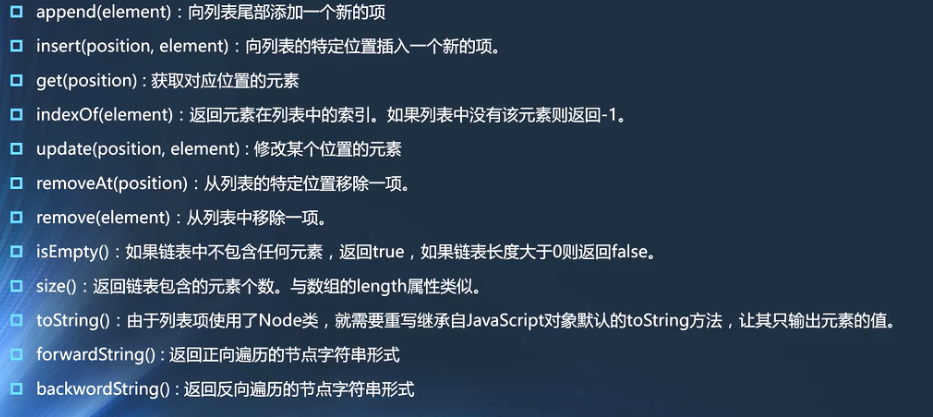 append(element)：向列表尾部添加一个新的项
insert(position, element)：向列表的特定位置插入一个新的项。
get(position)：获取对应位置的元素
indexOf(element)：返回元素在列表中的索引。如果列表中没有该元素则返回-1。
update(position, element)：修改某个位置的元素
removeAt(position)：从列表的特定位置移除一项。
remove(element)：从列表中移除一项。
isEmpty()：如果链表中不包含任何元素，返回true，如果链表长度大于0则返回false。
size()：返回链表包含的元素个数。与数组的length属性类似。
toString()：由于列表项使用了Node类，就需要重写继承自JavaScript对象默认的toString方法，让其只输出元素的值。
forwardString()：返回正向遍历的节点字符串形式
backwordString()：返回反向遍历的节点字符串形式